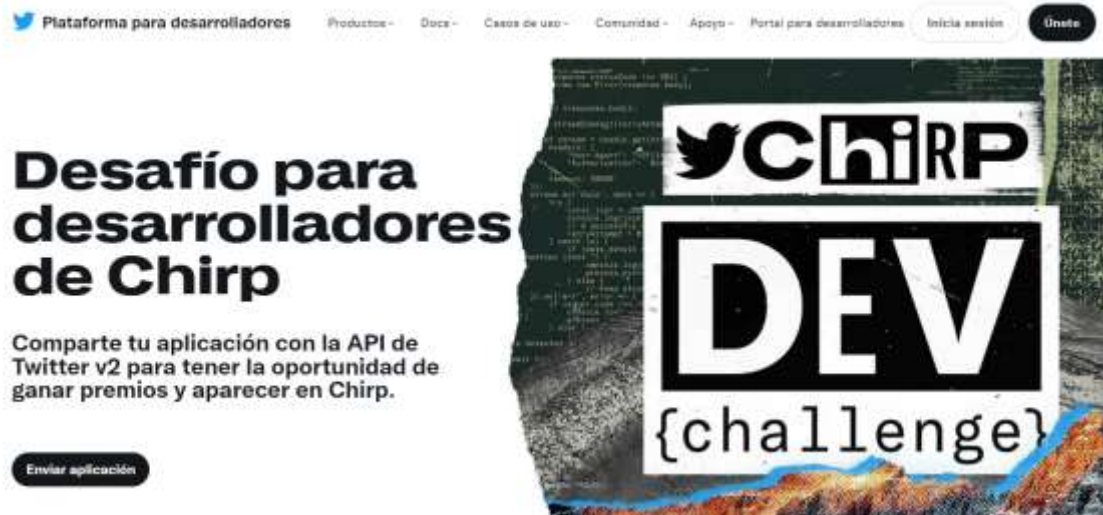 Plataforma para desarrolladores
Productos
Docs
Casos de uso
Comunidad
Apoyo
Portal para desarrolladores
Inicia sesión
Únete
Desafío para
desarrolladores
de Chirp
Comparte tu aplicación con la API de
Twitter v2 para tener la oportunidad de
ganar premios y aparecer en Chirp.
Enviar aplicación
ChiRP
DEV
{challenge}